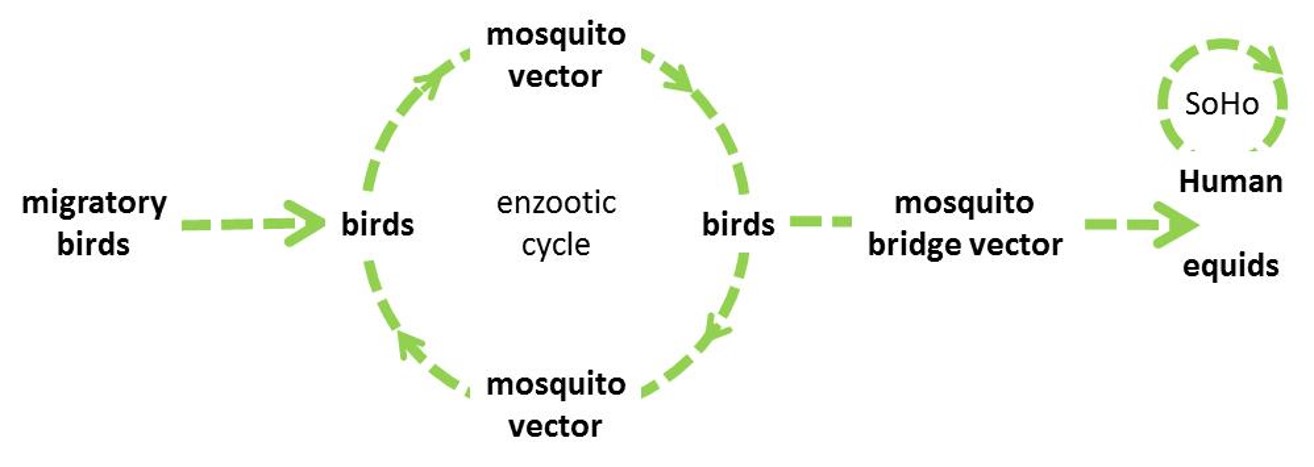 migratory
birds
birds
mosquito
vector
enzootic
cycle
mosquito
vector
birds
mosquito
bridge vector
SoHo
Human
equids